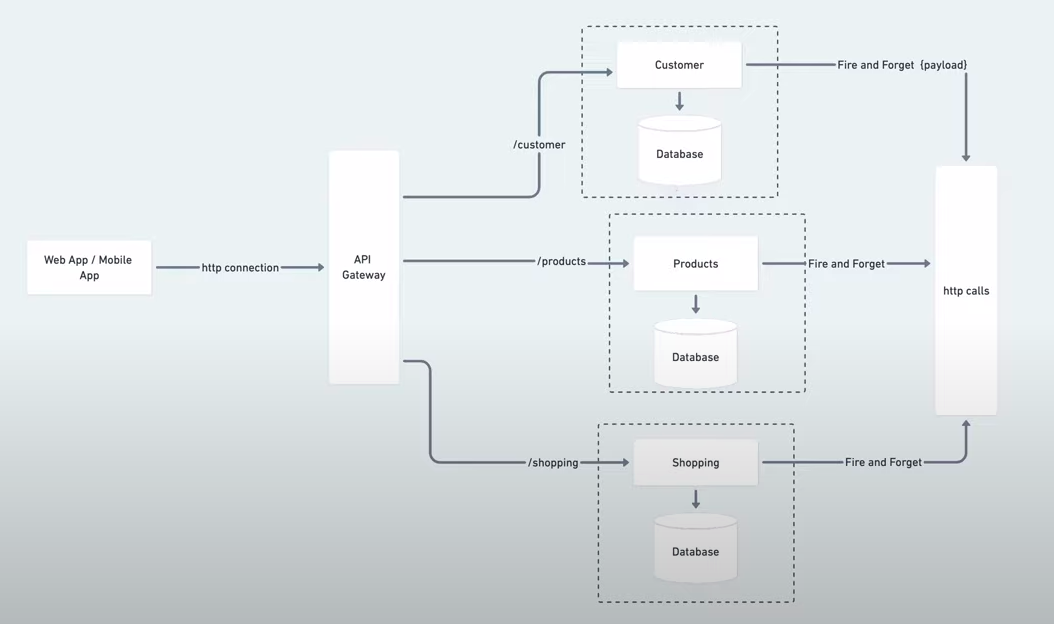 Customer
Fire and Forget {payload}
/customer
Database
Web App / Mobile
App
http connection
API
Gateway
/products
Products
Fire and Forget
http calls
Database
/shopping
Shopping
Fire and Forget
Database